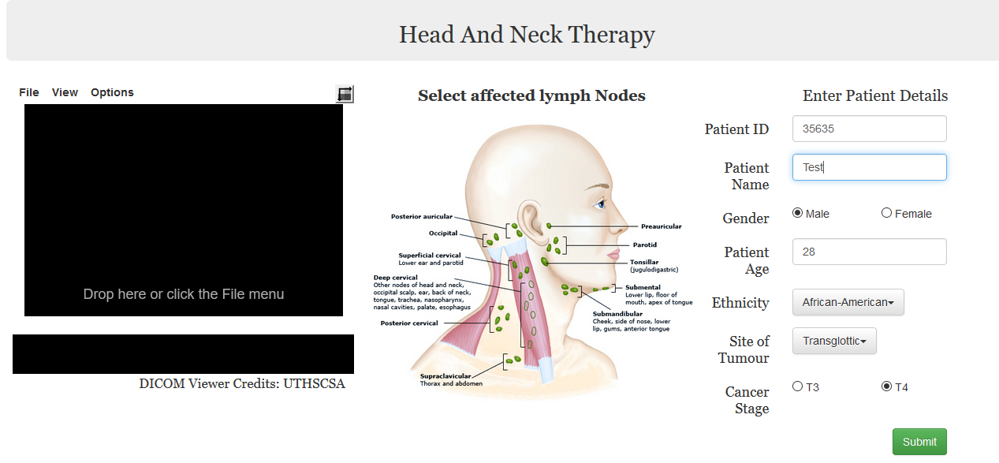 Head And Neck Therapy
File View Options
Drop here or click the File menu
DICOM Viewer Credits: UTHSCSA
Select affected lymph Nodes
Posterior auricular
Occipital
Superficial cervical
Lower ear and parotid
Deep cervical
Other nodes of head and neck,
occipital scalp, ear, back of neck,
tongue, trachea, nasopharynx,
nasal cavities, palate, esophagus
Posterior cervical
Supraclavicular
Thorax and abdomen
Preauricular
Parotid
Tonsillar
(jugulodigastric)
Submental
Lower lip, floor of
mouth, apex of tongue
Submandibular
Cheek, side of nose, lower
lip, gums, anterior tongue
Enter Patient Details
Patient ID 35635
Patient
Name
Test
Gender Male Female
Patient
Age
28
Ethnicity African-American
Site of
Tumour
Transglottic
Cancer
Stage
T3 T4
Submit